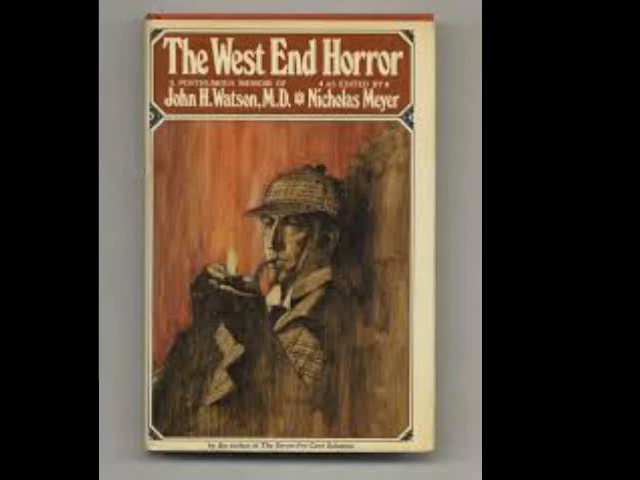 The West End Horror
A POSTHUMOUS MEMOIR OF • AS EDITED BY •
John H. Watson, M.D. Nicholas Meyer
by the author of The Seven-Per-Cent Solution